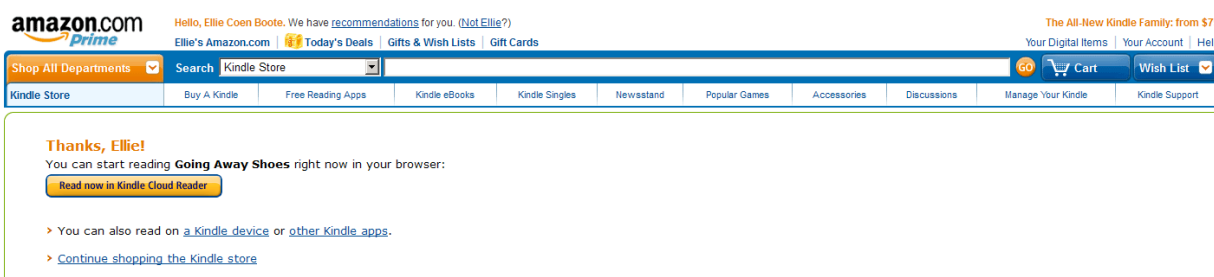 amazon.com
Prime
Hello, Ellie Coen Boote. We have recommendations for you. (Not Ellie?)
The All-New Kindle Family: from $7
Ellie's Amazon.com | Today's Deals | Gifts & Wish Lists | Gift Cards
Your Digital Items | Your Account | Hel
Shop All Departments
Search Kindle Store
GO
Cart
Wish List
Kindle Store
Buy A Kindle
Free Reading Apps
Kindle eBooks
Kindle Singles
Newsstand
Popular Games
Accessories
Discussions
Manage Your Kindle
Kindle Support
Thanks, Ellie!
You can start reading Going Away Shoes right now in your browser:
Read now in Kindle Cloud Reader
› You can also read on a Kindle device or other Kindle apps.
› Continue shopping the Kindle store